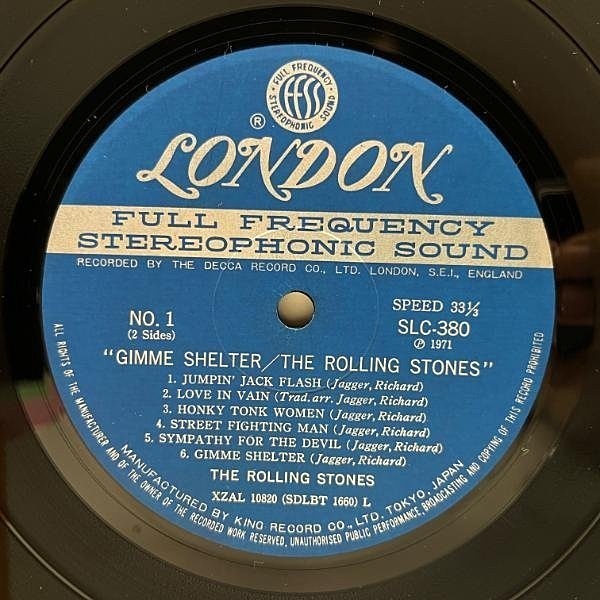 FULL FREQUENCY
ffss
STEREOPHONIC SOUND
®
LONDON
FULL FREQUENCY
STEREOPHONIC SOUND
RECORDED BY THE DECCA RECORD CO., LTD. LONDON, S.E.I., ENGLAND
NO. 1
(2 Sides)
SPEED 33⅓
SLC-380
℗ 1971
"GIMME SHELTER/THE ROLLING STONES"
1. JUMPIN' JACK FLASH (Jagger, Richard)
2. LOVE IN VAIN (Trad. arr. Jagger, Richard)
3. HONKY TONK WOMEN (Jagger, Richard)
4. STREET FIGHTING MAN (Jagger, Richard)
5. SYMPATHY FOR THE DEVIL (Jagger, Richard)
6. GIMME SHELTER (Jagger, Richard)
THE ROLLING STONES
XZAL 10820 (SDLBT 1660) L
MANUFACTURED BY KING RECORD CO., LTD. TOKYO, JAPAN
ALL RIGHTS OF THE MANUFACTURER AND OF THE OWNER OF THE RECORDED WORK RESERVED, UNAUTHORISED PUBLIC PERFORMANCE, BROADCASTING AND COPYING OF THIS RECORD PROHIBITED